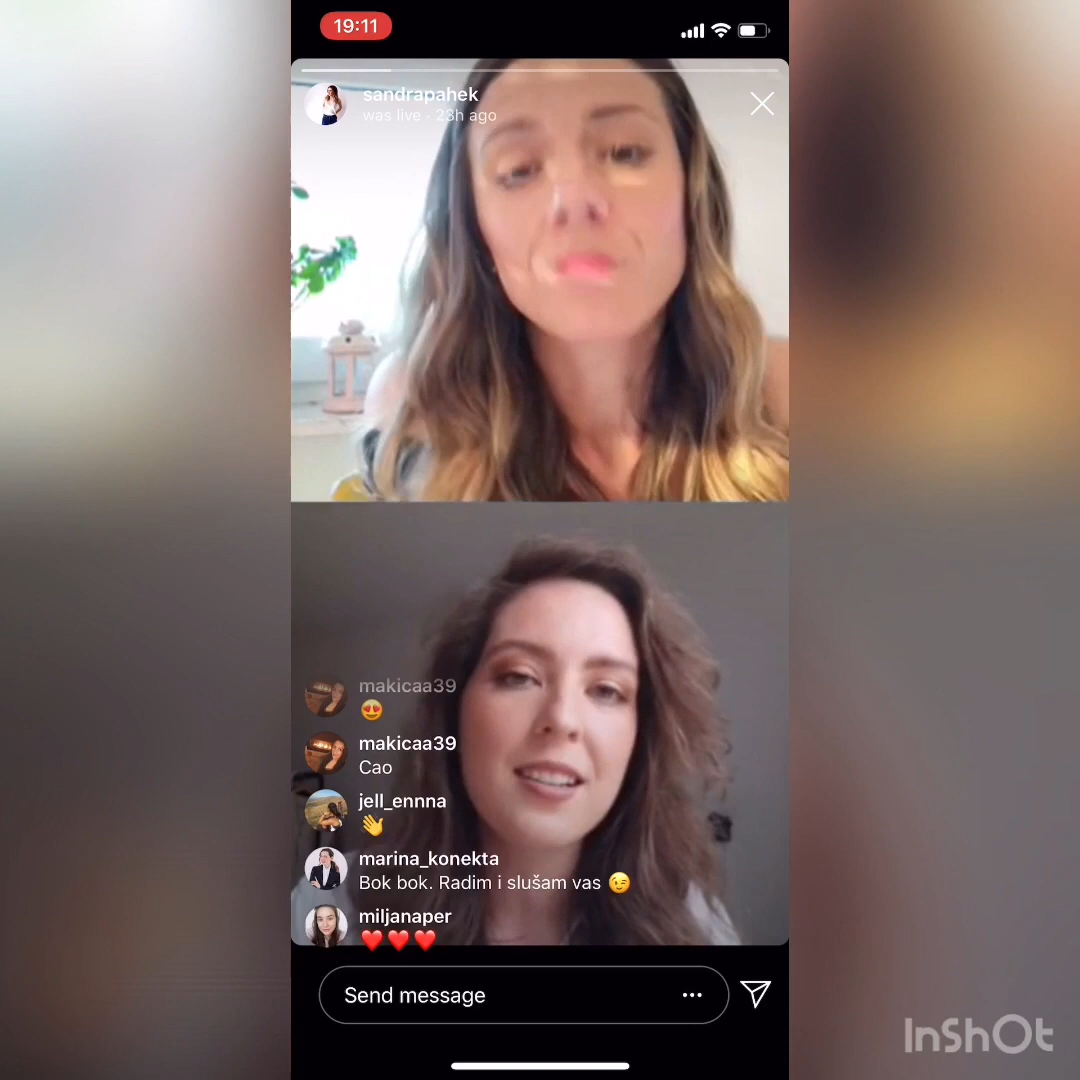 19:11
sandrapahek
was live · 23h ago
makicaa39
😍
makicaa39
Cao
jell_ennna
👋
marina_konekta
Bok bok. Radim i slušam vas 😉
miljanaper
❤️❤️❤️
Send message
InShOt